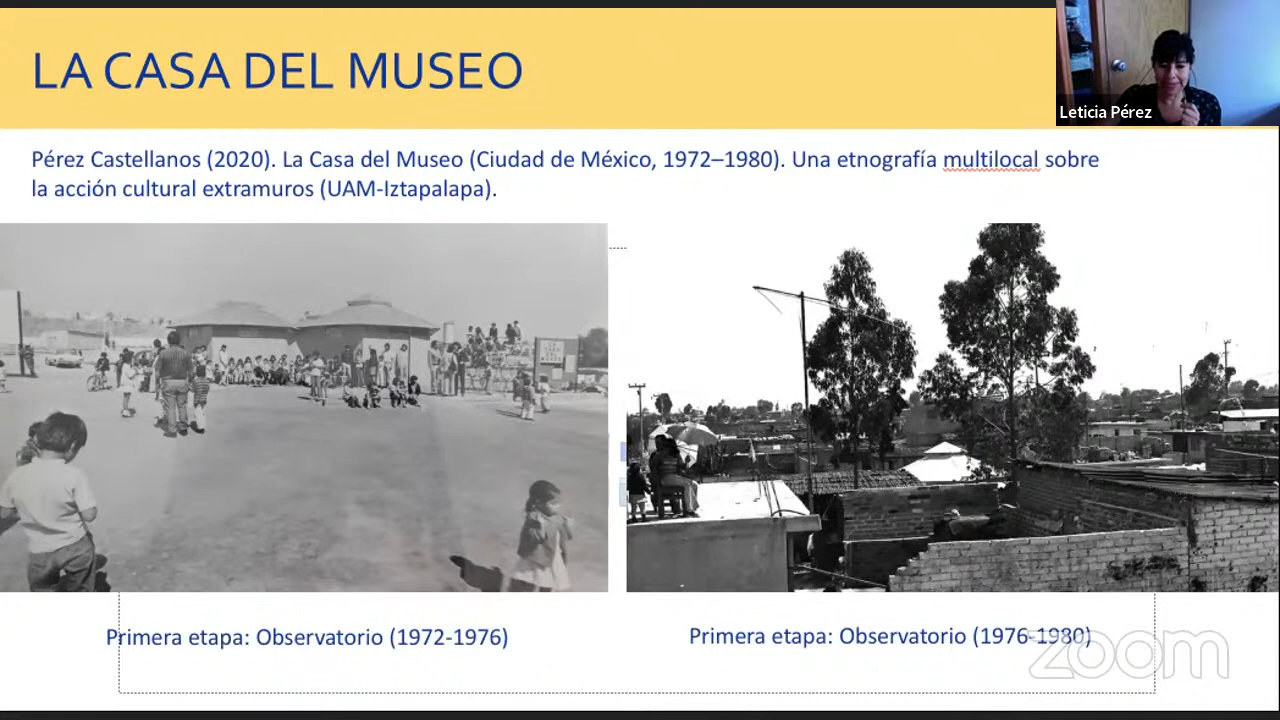 LA CASA DEL MUSEO
Leticia Pérez
Pérez Castellanos (2020). La Casa del Museo (Ciudad de México, 1972–1980). Una etnografía multilocal sobre
la acción cultural extramuros (UAM-Iztapalapa).
Primera etapa: Observatorio (1972-1976)
Primera etapa: Observatorio (1976-1980)
zoom